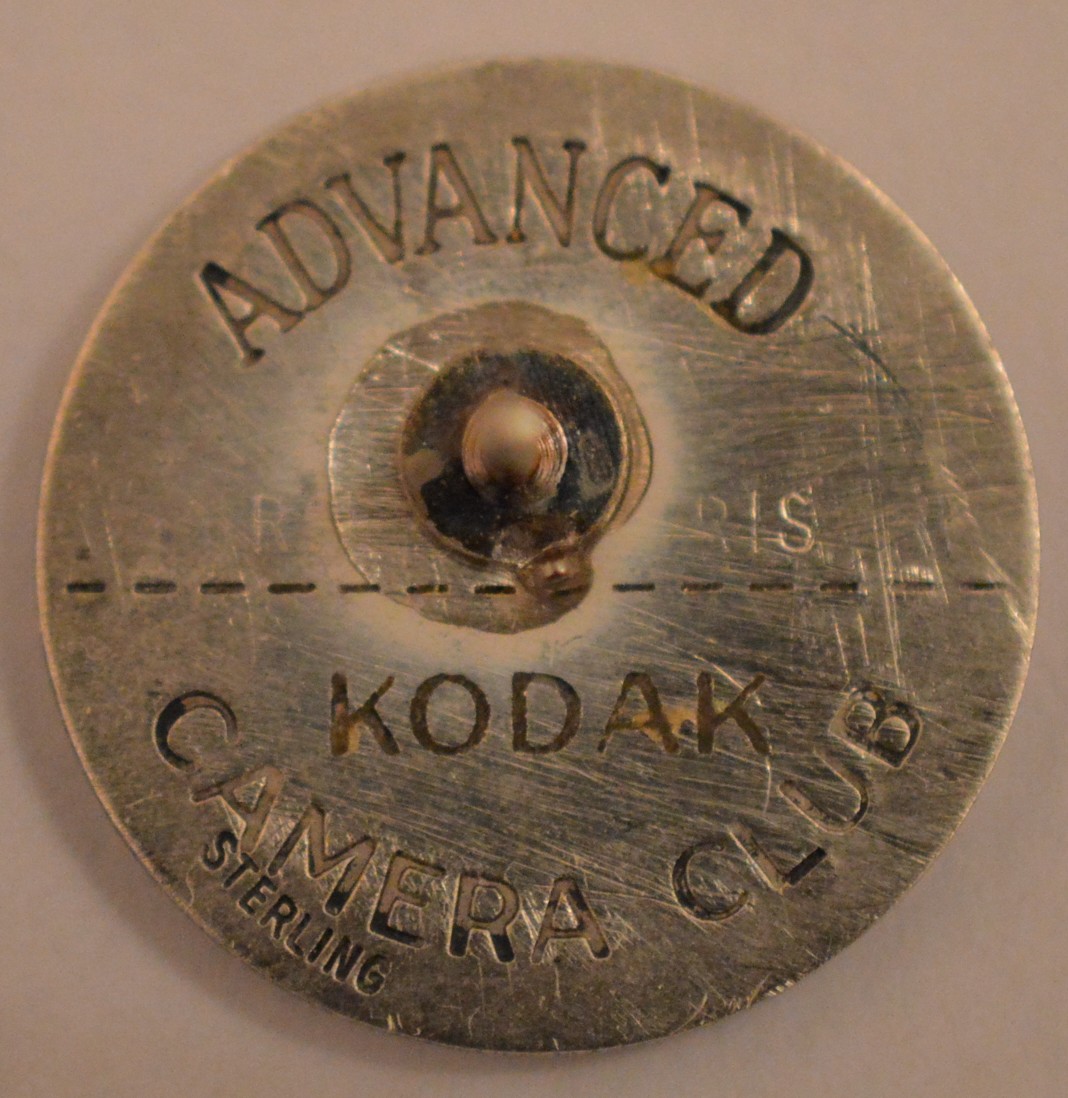 ADVANCED
KODAK
CAMERA CLUB
STERLING